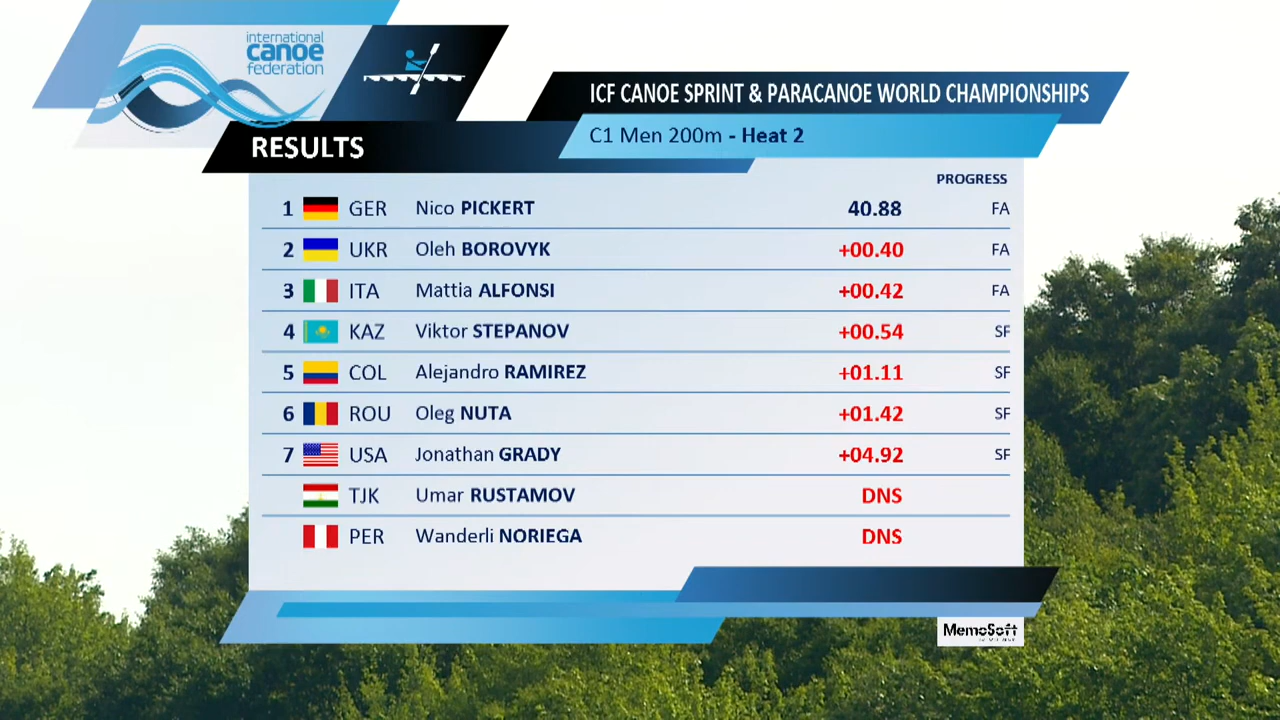 international
canoe
federation
ICF CANOE SPRINT & PARACANOE WORLD CHAMPIONSHIPS
RESULTS
C1 Men 200m - Heat 2
PROGRESS
1 GER Nico PICKERT 40.88 FA
2 UKR Oleh BOROVYK +00.40 FA
3 ITA Mattia ALFONSI +00.42 FA
4 KAZ Viktor STEPANOV +00.54 SF
5 COL Alejandro RAMIREZ +01.11 SF
6 ROU Oleg NUTA +01.42 SF
7 USA Jonathan GRADY +04.92 SF
TJK Umar RUSTAMOV DNS
PER Wanderli NORIEGA DNS
MemoSoft